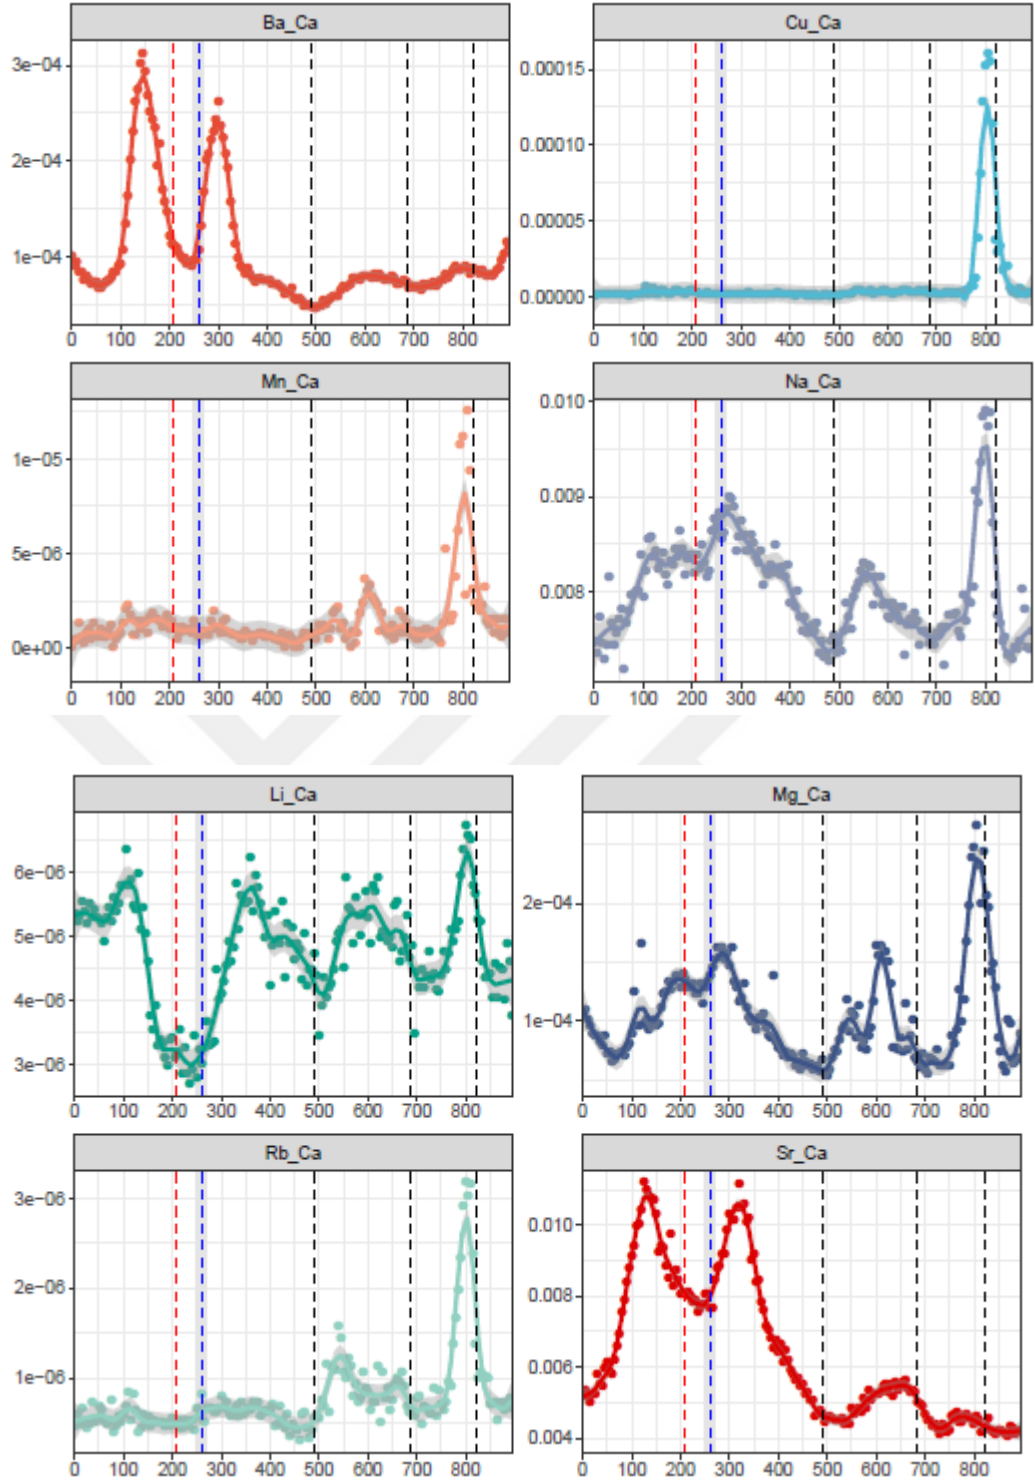 Ba_Ca Cu_Ca
3e−04 0.00015
2e−04 0.00010
0.00005
1e−04
0.00000
0 100 200 300 400 500 600 700 800 0 100 200 300 400 500 600 700 800
Mn_Ca Na_Ca
0.010
1e−05
0.009
5e−06
0.008
0e+00
0 100 200 300 400 500 600 700 800 0 100 200 300 400 500 600 700 800
Li_Ca Mg_Ca
6e−06
2e−04
5e−06
4e−06
1e−04
3e−06
0 100 200 300 400 500 600 700 800 0 100 200 300 400 500 600 700 800
Rb_Ca Sr_Ca
3e−06
0.010
2e−06
0.008
1e−06
0.006
0.004
0 100 200 300 400 500 600 700 800 0 100 200 300 400 500 600 700 800